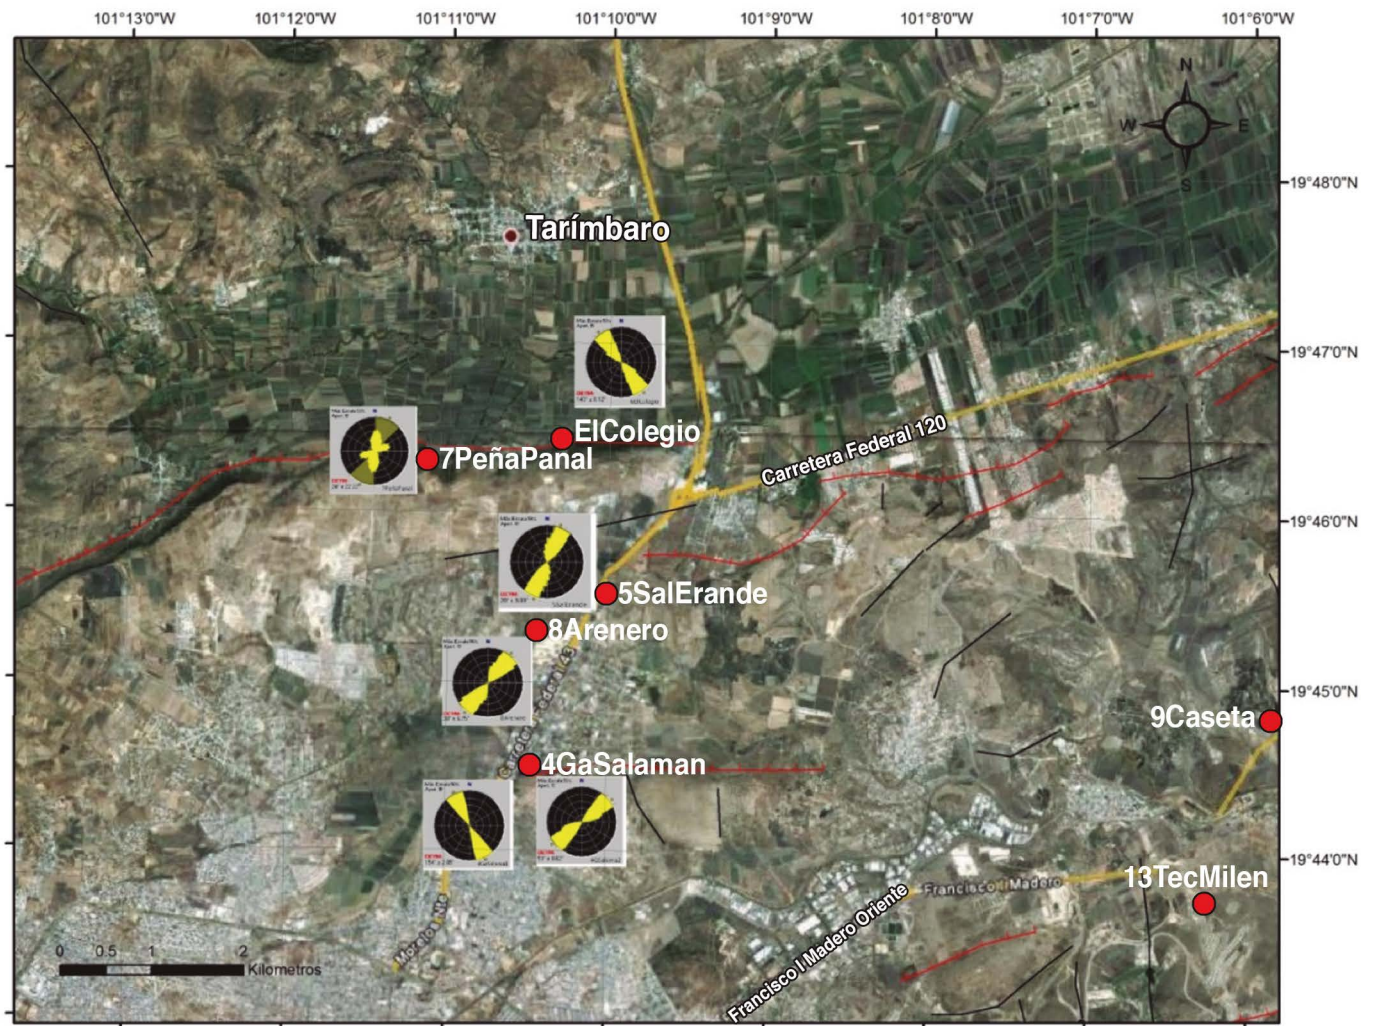 101°13'0"W 101°12'0"W 101°11'0"W 101°10'0"W 101°9'0"W 101°8'0"W 101°7'0"W 101°6'0"W
N
W E
S
19°48'0"N
Tarímbaro
19°47'0"N
ElColegio
7PeñaPanal
Carretera Federal 120
19°46'0"N
5SalErande
8Arenero
19°45'0"N
9Caseta
4GaSalaman
19°44'0"N
13TecMilen
Francisco I Madero
Francisco I Madero Oriente
0 0.5 1 2
Kilometros